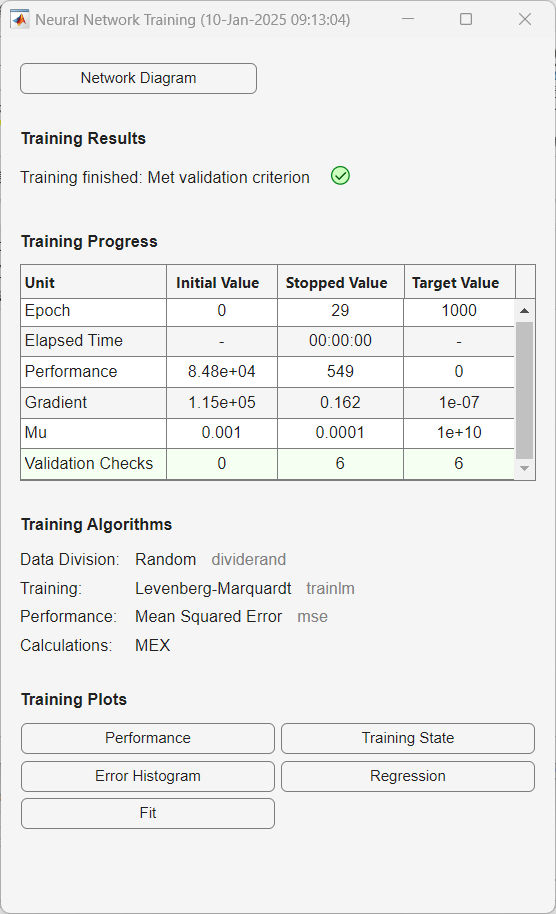 Neural Network Training (10-Jan-2025 09:13:04)
Network Diagram
Training Results
Training finished: Met validation criterion
Training Progress
Unit Initial Value Stopped Value Target Value
Epoch 0 29 1000
Elapsed Time - 00:00:00 -
Performance 8.48e+04 549 0
Gradient 1.15e+05 0.162 1e-07
Mu 0.001 0.0001 1e+10
Validation Checks 0 6 6
Training Algorithms
Data Division: Random dividerand
Training: Levenberg-Marquardt trainlm
Performance: Mean Squared Error mse
Calculations: MEX
Training Plots
Performance Training State
Error Histogram Regression
Fit